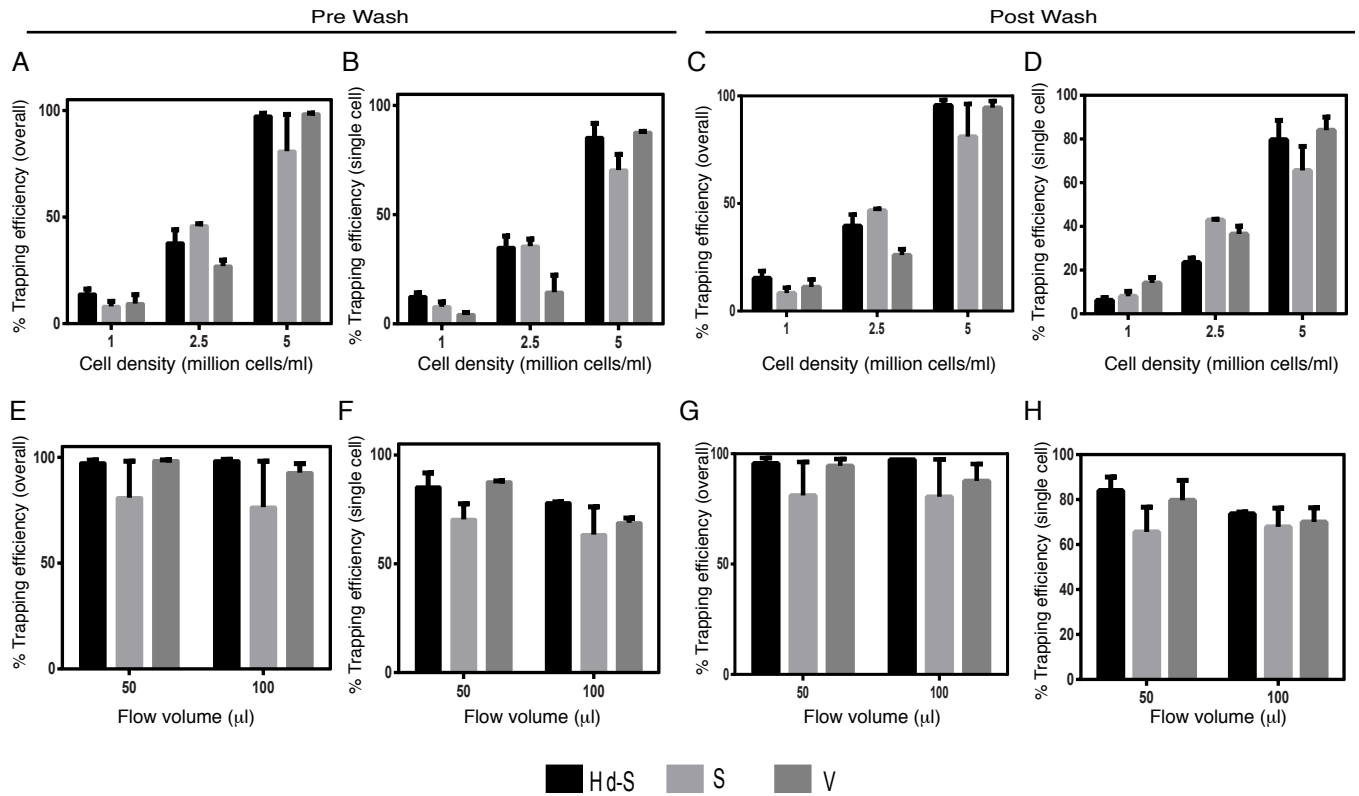 Pre Wash
Post Wash
A
% Trapping efficiency (overall)
100
50
0
1
2.5
5
Cell density (million cells/ml)
B
% Trapping efficiency (single cell)
100
50
0
1
2.5
5
Cell density (million cells/ml)
C
% Trapping efficiency (overall)
100
50
0
1
2.5
5
Cell density (million cells/ml)
D
% Trapping efficiency (single cell)
100
80
60
40
20
0
1
2.5
5
Cell density (million cells/ml)
E
% Trapping efficiency (overall)
100
50
0
50
100
Flow volume (µl)
F
% Trapping efficiency (single cell)
100
50
0
50
100
Flow volume (µl)
G
% Trapping efficiency (overall)
100
50
0
50
100
Flow volume (µl)
H
% Trapping efficiency (single cell)
100
80
60
40
20
0
50
100
Flow volume (µl)
Hd-S
S
V